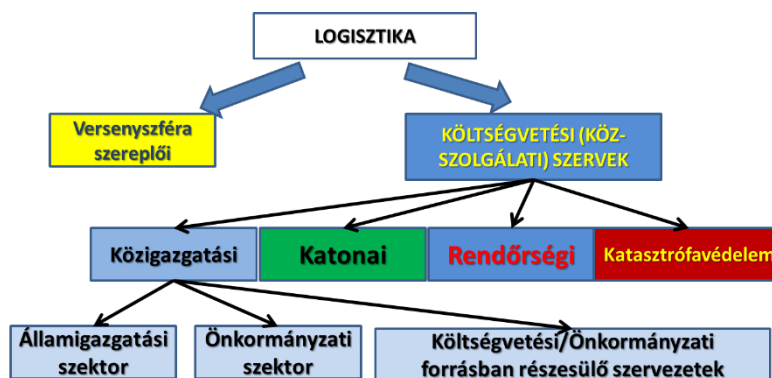 LOGISZTIKA
Versenyszféra
szereplői
KÖLTSÉGVETÉSI (KÖZ-
SZOLGÁLATI) SZERVEK
Közigazgatási
Katonai
Rendőrségi
Katasztrófavédelem
Államigazgatási
szektor
Önkormányzati
szektor
Költségvetési/Önkormányzati
forrásban részesülő szervezetek